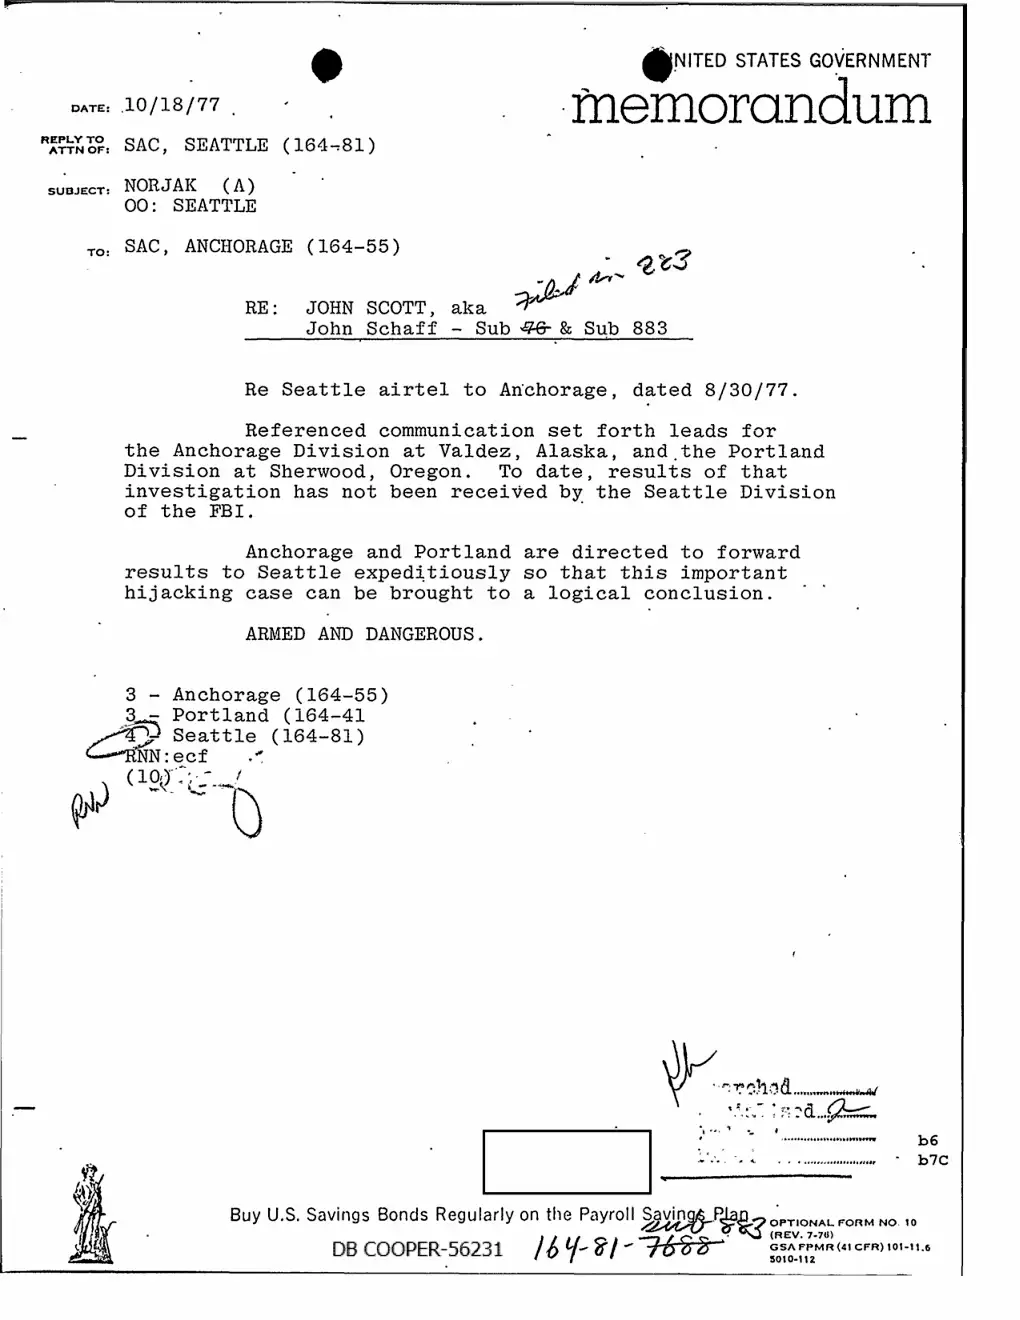 UNITED STATES GOVERNMENT
memorandum
DATE: 10/18/77
REPLY TO
ATTN OF: SAC, SEATTLE (164-81)
SUBJECT: NORJAK (A)
OO: SEATTLE
TO: SAC, ANCHORAGE (164-55)
Filed in 883
RE: JOHN SCOTT, aka
John Schaff - Sub 76 & Sub 883
Re Seattle airtel to Anchorage, dated 8/30/77.
Referenced communication set forth leads for
the Anchorage Division at Valdez, Alaska, and the Portland
Division at Sherwood, Oregon. To date, results of that
investigation has not been received by the Seattle Division
of the FBI.
Anchorage and Portland are directed to forward
results to Seattle expeditiously so that this important
hijacking case can be brought to a logical conclusion.
ARMED AND DANGEROUS.
3 - Anchorage (164-55)
3 - Portland (164-41
4 - Seattle (164-81)
RNN:ecf
(10)
RNN
b6
b7C
Buy U.S. Savings Bonds Regularly on the Payroll Savings Plan
sub 883
DB COOPER-56231
164-81-7688
OPTIONAL FORM NO. 10
(REV. 7-76)
GSA FPMR (41 CFR) 101-11.6
5010-112